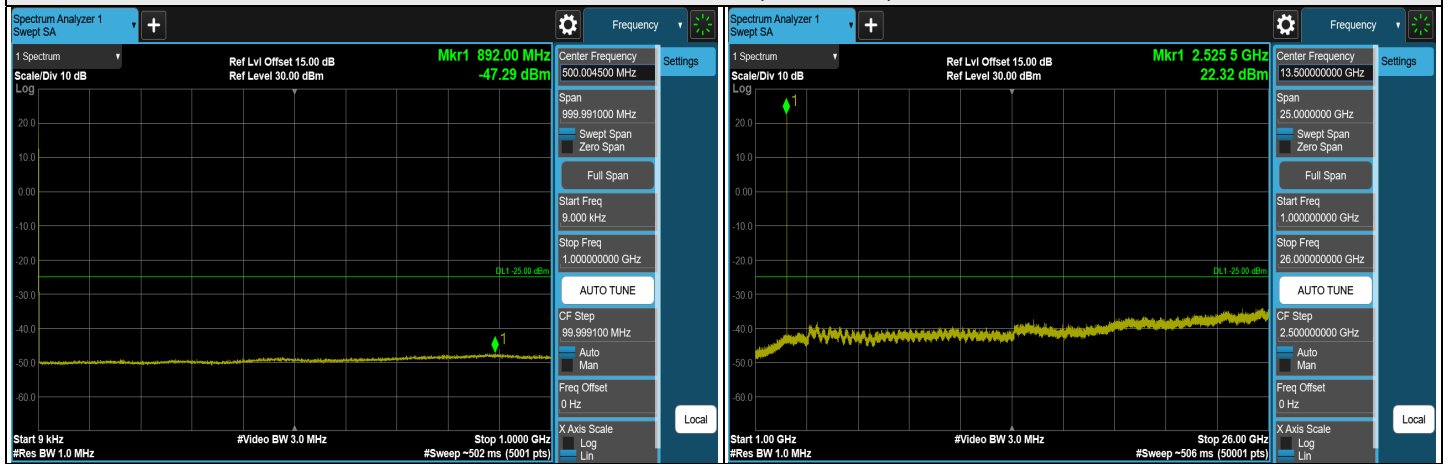 Spectrum Analyzer 1
Swept SA
+
Frequency
1 Spectrum
Scale/Div 10 dB
Log
Ref Lvl Offset 15.00 dB
Ref Level 30.00 dBm
Mkr1 892.00 MHz
-47.29 dBm
20.0
10.0
0.00
-10.0
-20.0
-30.0
-40.0
-50.0
-60.0
DL1 -25.00 dBm
1
Start 9 kHz
#Res BW 1.0 MHz
#Video BW 3.0 MHz
Stop 1.0000 GHz
#Sweep ~502 ms (5001 pts)
Center Frequency
500.004500 MHz
Span
999.991000 MHz
Swept Span
Zero Span
Full Span
Start Freq
9.000 kHz
Stop Freq
1.000000000 GHz
AUTO TUNE
CF Step
99.999100 MHz
Auto
Man
Freq Offset
0 Hz
X Axis Scale
Log
Lin
Settings
Local
Spectrum Analyzer 1
Swept SA
+
Frequency
1 Spectrum
Scale/Div 10 dB
Log
Ref Lvl Offset 15.00 dB
Ref Level 30.00 dBm
Mkr1 2.525 5 GHz
22.32 dBm
1
20.0
10.0
0.00
-10.0
-20.0
-30.0
-40.0
-50.0
-60.0
DL1 -25.00 dBm
Start 1.00 GHz
#Res BW 1.0 MHz
#Video BW 3.0 MHz
Stop 26.00 GHz
#Sweep ~506 ms (5001 pts)
Center Frequency
13.500000000 GHz
Span
25.0000000 GHz
Swept Span
Zero Span
Full Span
Start Freq
1.000000000 GHz
Stop Freq
26.000000000 GHz
AUTO TUNE
CF Step
2.500000000 GHz
Auto
Man
Freq Offset
0 Hz
X Axis Scale
Log
Lin
Settings
Local